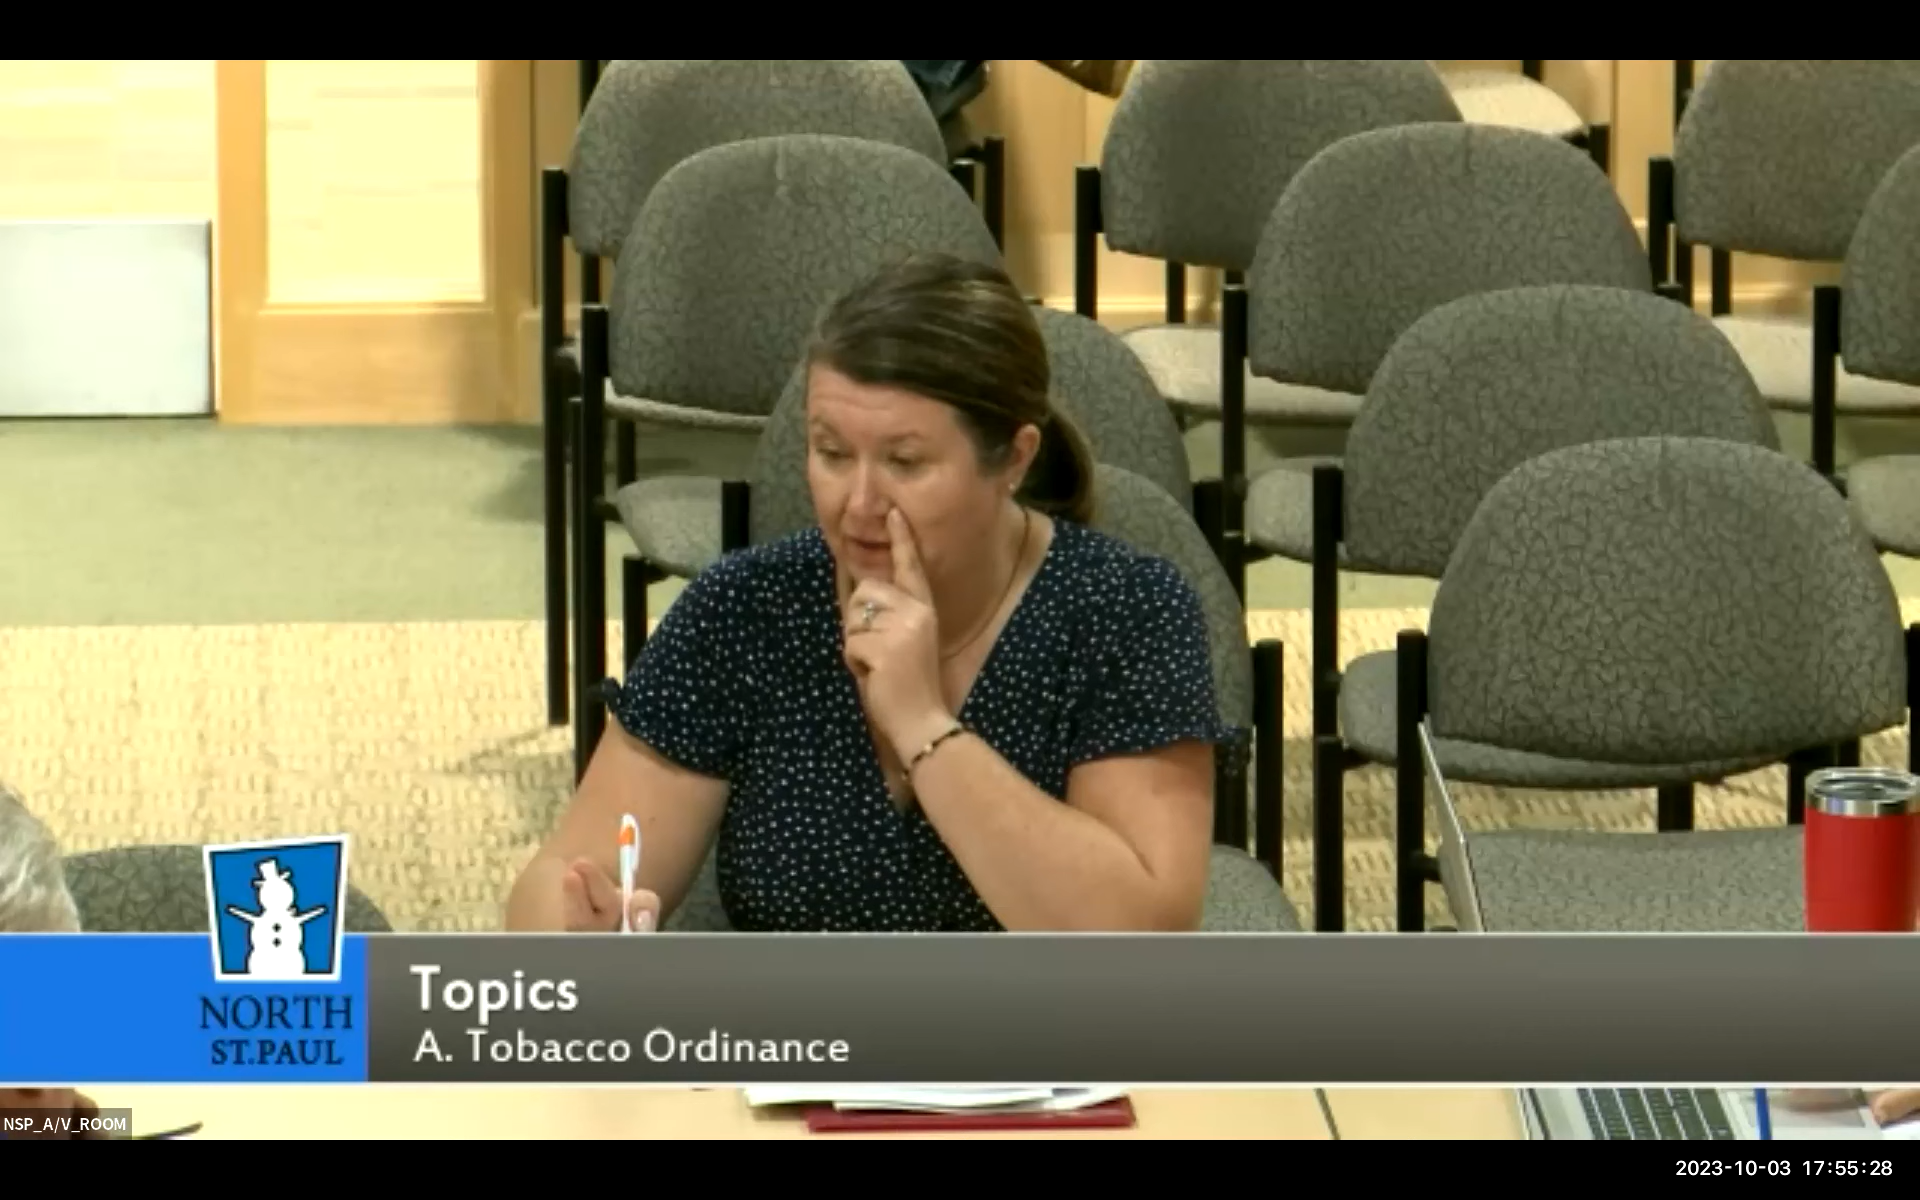 NORTH
ST.PAUL
Topics
A. Tobacco Ordinance
NSP_A/V_ROOM
2023-10-03 17:55:28